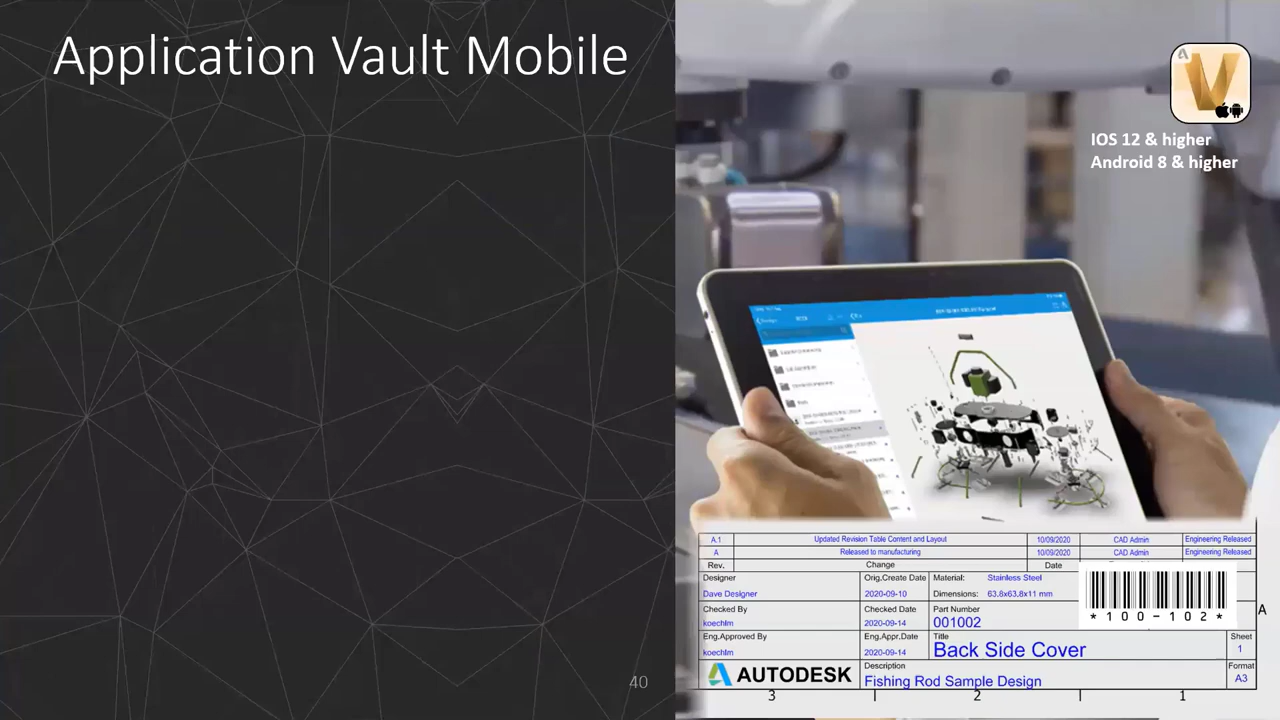 Application Vault Mobile
A
IOS 12 & higher
Android 8 & higher
A.1 Updated Revision Table Content and Layout 10/09/2020 CAD Admin Engineering Released
A Released to manufacturing 10/09/2020 CAD Admin Engineering Released
Rev. Change Date
Designer Orig.Create Date Material: Stainless Steel
Dave Designer 2020-09-10 Dimensions: 63.8x63.8x11 mm
*100-102*
Checked By Checked Date Part Number
koechlm 2020-09-14 001002
A
Eng.Approved By Eng.Appr.Date Title Sheet
koechlm 2020-09-14 Back Side Cover 1
AUTODESK Description Format
Fishing Rod Sample Design A3
3 2 1
40